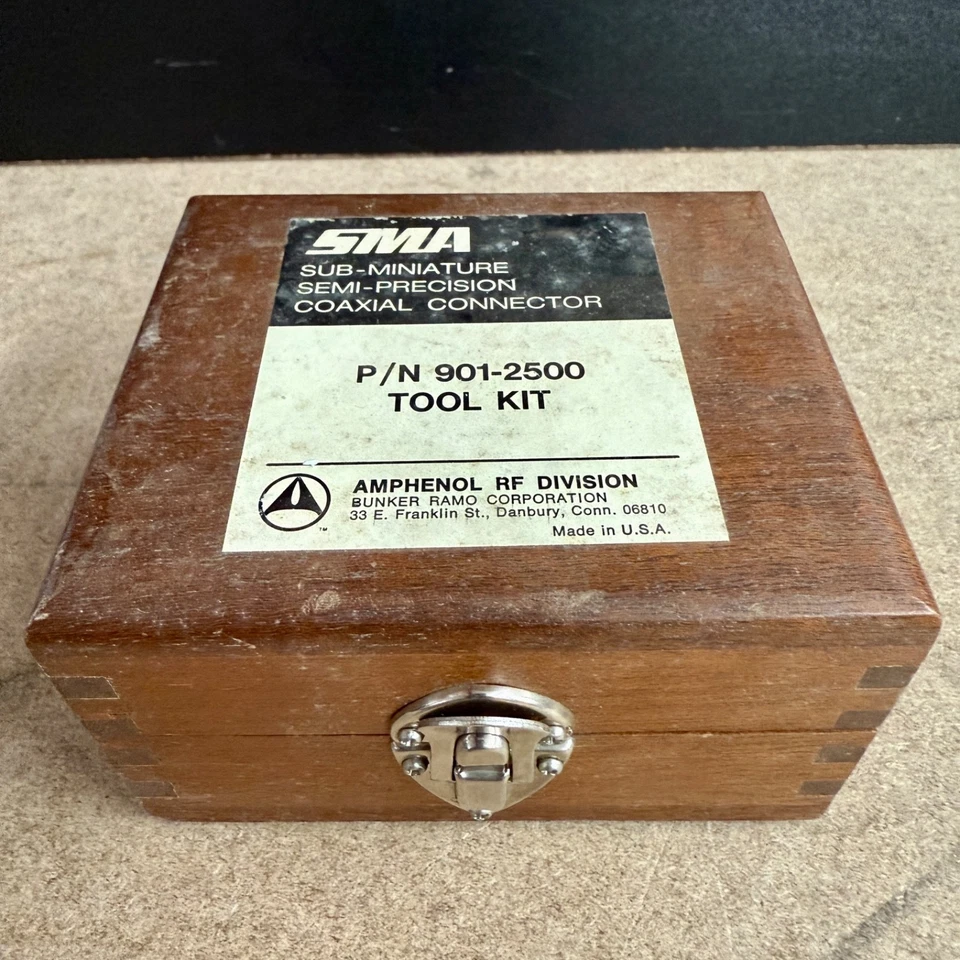 SMA
SUB-MINIATURE
SEMI-PRECISION
COAXIAL CONNECTOR
P/N 901-2500
TOOL KIT
AMPHENOL RF DIVISION
BUNKER RAMO CORPORATION
33 E. Franklin St., Danbury, Conn. 06810
TM
Made in U.S.A.